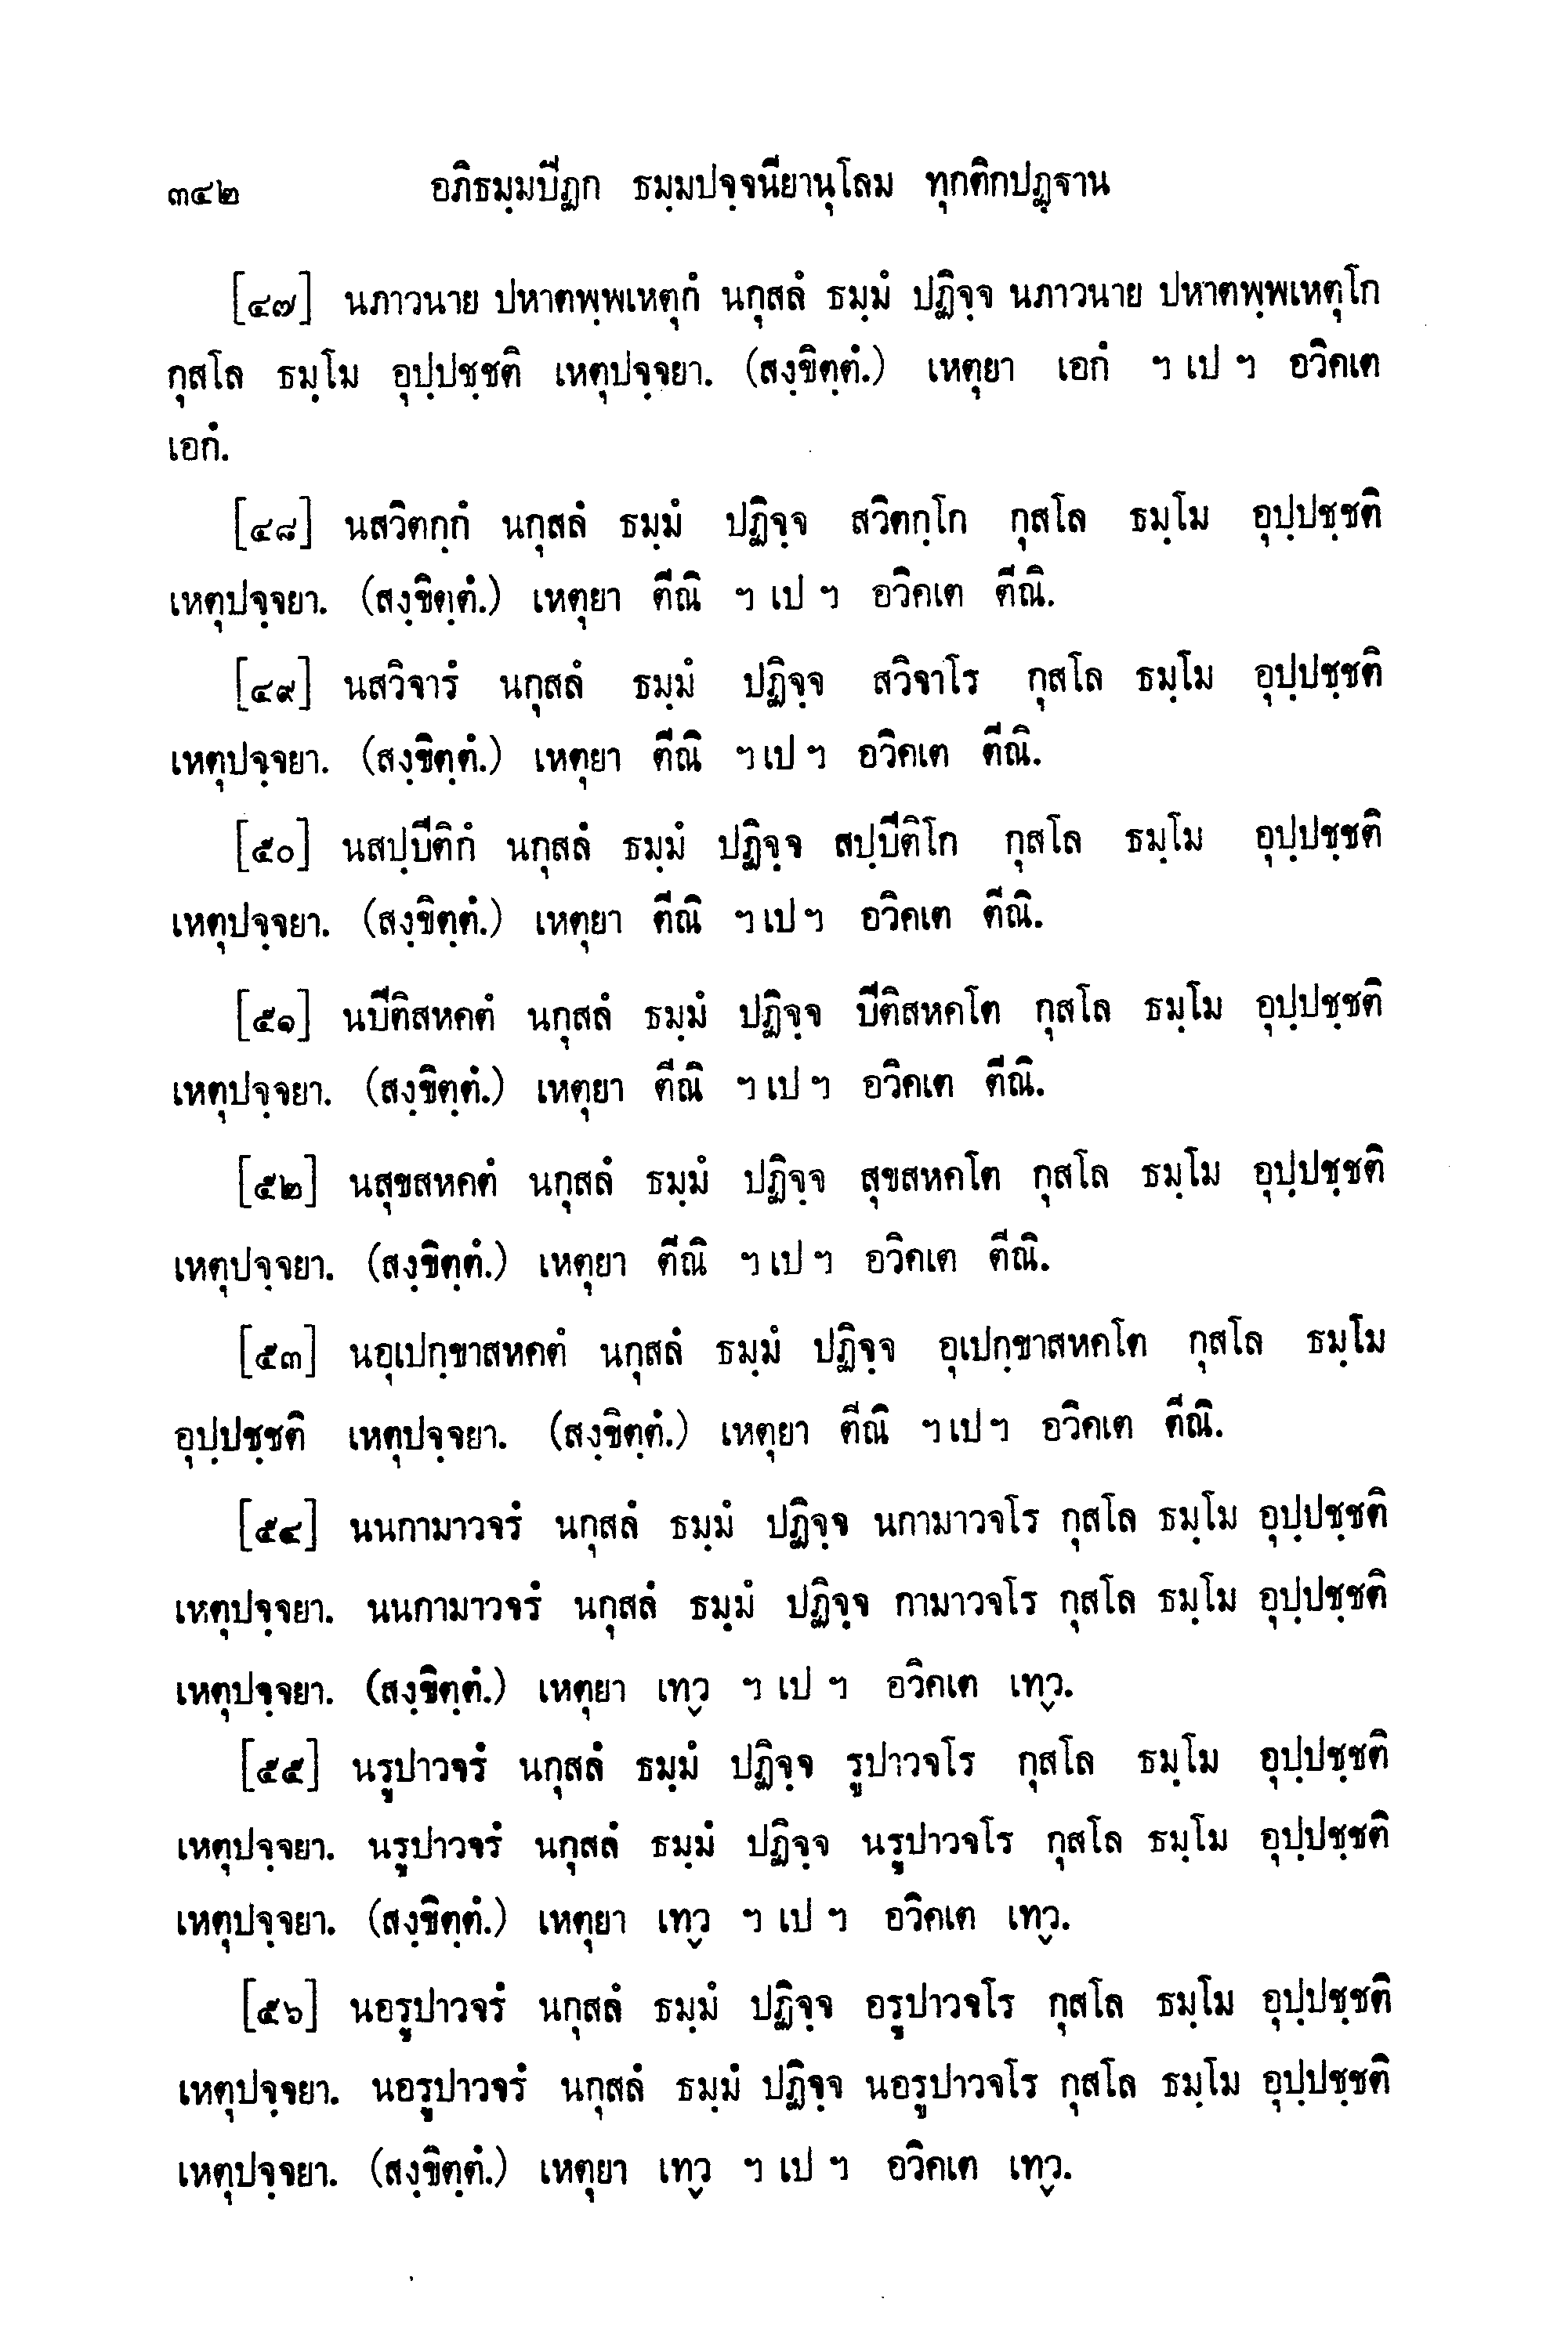 ๓๔๒ อภิธมฺมปีฏก ธมฺมปจฺจนียานุโลม ทุกติกปฏฺฐาน
[๔๗] นภาวนาย ปหาตพฺพเหตุกํ นกุสลํ ธมฺมํ ปฏิจฺจ นภาวนาย ปหาตพฺพเหตุโก
กุสโล ธมฺโม อุปฺปชฺชติ เหตุปจฺจยา. (สงฺขิตฺตํ.) เหตุยา เอกํ ฯ เป ฯ อวิคเต
เอกํ.
[๔๘] นสวิตกฺกํ นกุสลํ ธมฺมํ ปฏิจฺจ สวิตกฺโก กุสโล ธมฺโม อุปฺปชฺชติ
เหตุปจฺจยา. (สงฺขิตฺตํ.) เหตุยา ตีณิ ฯ เป ฯ อวิคเต ตีณิ.
[๔๙] นสวิจารํ นกุสลํ ธมฺมํ ปฏิจฺจ สวิจาโร กุสโล ธมฺโม อุปฺปชฺชติ
เหตุปจฺจยา. (สงฺขิตฺตํ.) เหตุยา ตีณิ ฯ เป ฯ อวิคเต ตีณิ.
[๕๐] นสปฺปีติกํ นกุสลํ ธมฺมํ ปฏิจฺจ สปฺปีติโก กุสโล ธมฺโม อุปฺปชฺชติ
เหตุปจฺจยา. (สงฺขิตฺตํ.) เหตุยา ตีณิ ฯ เป ฯ อวิคเต ตีณิ.
[๕๑] นปีติสหคตํ นกุสลํ ธมฺมํ ปฏิจฺจ ปีติสหคโต กุสโล ธมฺโม อุปฺปชฺชติ
เหตุปจฺจยา. (สงฺขิตฺตํ.) เหตุยา ตีณิ ฯ เป ฯ อวิคเต ตีณิ.
[๕๒] นสุขสหคตํ นกุสลํ ธมฺมํ ปฏิจฺจ สุขสหคโต กุสโล ธมฺโม อุปฺปชฺชติ
เหตุปจฺจยา. (สงฺขิตฺตํ.) เหตุยา ตีณิ ฯ เป ฯ อวิคเต ตีณิ.
[๕๓] นอุเปกฺขาสหคตํ นกุสลํ ธมฺมํ ปฏิจฺจ อุเปกฺขาสหคโต กุสโล ธมฺโม
อุปฺปชฺชติ เหตุปจฺจยา. (สงฺขิตฺตํ.) เหตุยา ตีณิ ฯ เป ฯ อวิคเต ตีณิ.
[๕๔] นนกามาวจรํ นกุสลํ ธมฺมํ ปฏิจฺจ นกามาวจโร กุสโล ธมฺโม อุปฺปชฺชติ
เหตุปจฺจยา. นนกามาวจรํ นกุสลํ ธมฺมํ ปฏิจฺจ กามาวจโร กุสโล ธมฺโม อุปฺปชฺชติ
เหตุปจฺจยา. (สงฺขิตฺตํ.) เหตุยา เทฺว ฯ เป ฯ อวิคเต เทฺว.
[๕๕] นรูปาวจรํ นกุสลํ ธมฺมํ ปฏิจฺจ รูปาวจโร กุสโล ธมฺโม อุปฺปชฺชติ
เหตุปจฺจยา. นรูปาวจรํ นกุสลํ ธมฺมํ ปฏิจฺจ นรูปาวจโร กุสโล ธมฺโม อุปฺปชฺชติ
เหตุปจฺจยา. (สงฺขิตฺตํ.) เหตุยา เทฺว ฯ เป ฯ อวิคเต เทฺว.
[๕๖] นอรูปาวจรํ นกุสลํ ธมฺมํ ปฏิจฺจ อรูปาวจโร กุสโล ธมฺโม อุปฺปชฺชติ
เหตุปจฺจยา. นอรูปาวจรํ นกุสลํ ธมฺมํ ปฏิจฺจ นอรูปาวจโร กุสโล ธมฺโม อุปฺปชฺชติ
เหตุปจฺจยา. (สงฺขิตฺตํ.) เหตุยา เทฺว ฯ เป ฯ อวิคเต เทฺว.